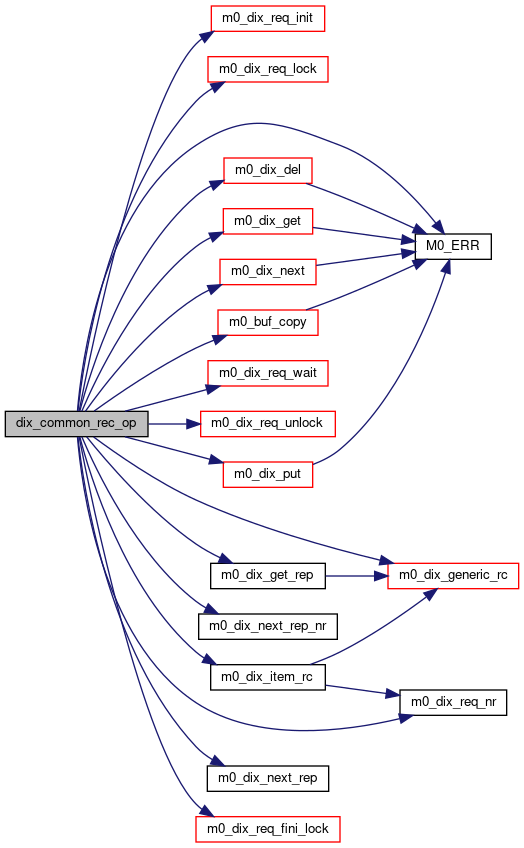 m0_dix_req_init
m0_dix_req_lock
m0_dix_del
m0_dix_get
M0_ERR
m0_dix_next
m0_buf_copy
m0_dix_req_wait
dix_common_rec_op
m0_dix_req_unlock
m0_dix_put
m0_dix_get_rep
m0_dix_generic_rc
m0_dix_next_rep_nr
m0_dix_item_rc
m0_dix_req_nr
m0_dix_next_rep
m0_dix_req_fini_lock